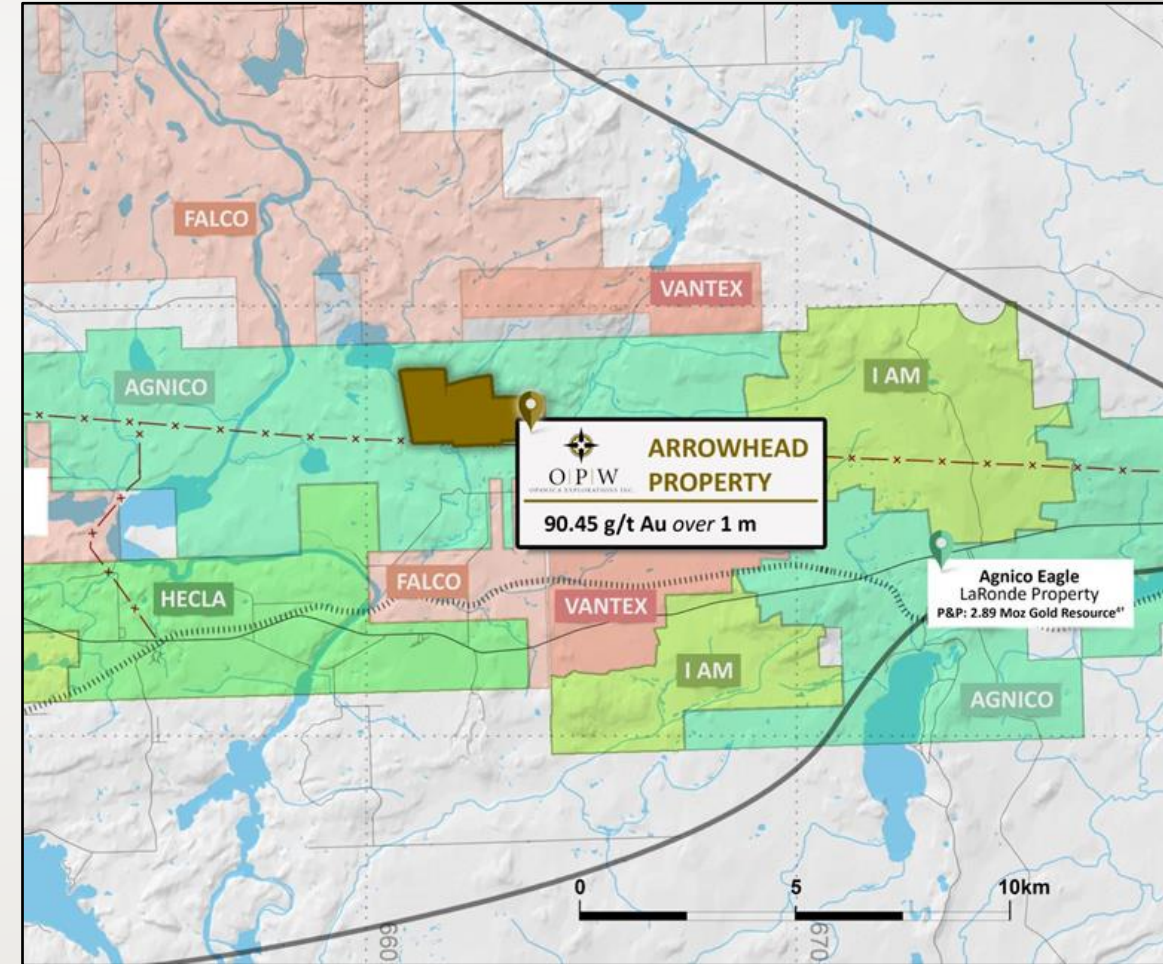 FALCO
VANTEX
AGNICO
I AM
O|P|W
OPAWICA EXPLORATIONS INC.
ARROWHEAD
PROPERTY
90.45 g/t Au over 1 m
HECLA
FALCO
VANTEX
Agnico Eagle
LaRonde Property
P&P: 2.89 Moz Gold Resource
I AM
AGNICO
0 5 10km
660
670